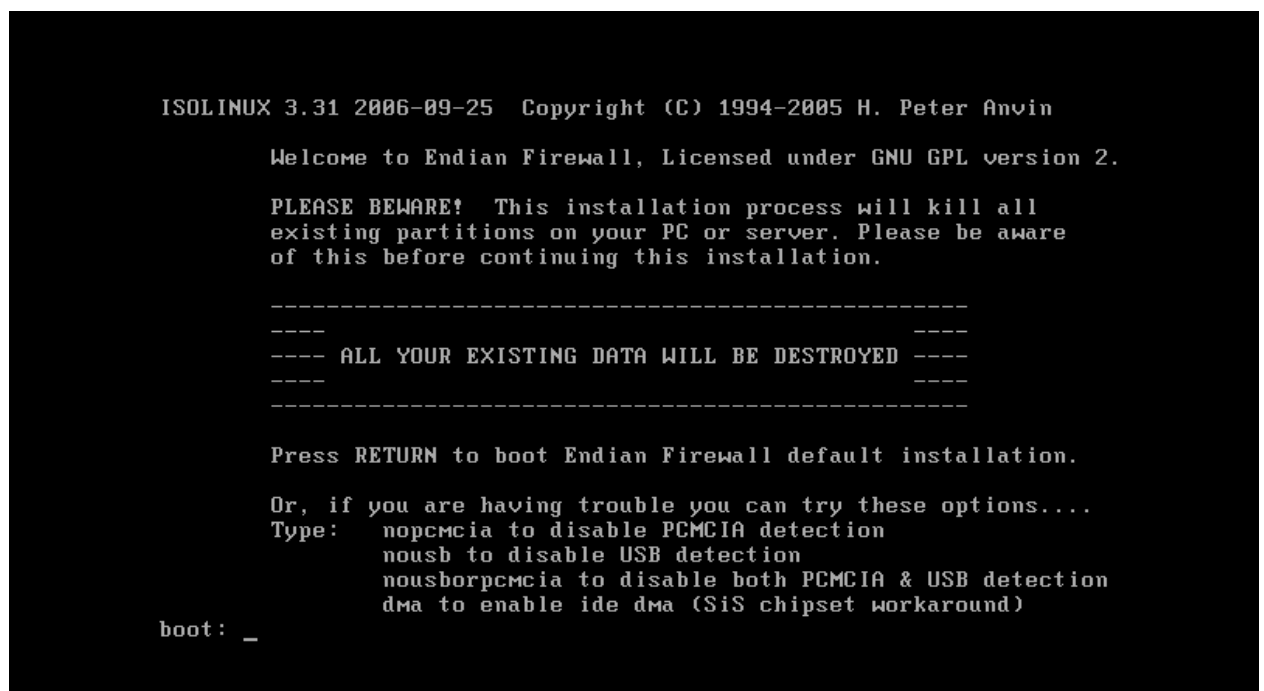 ISOLINUX 3.31 2006-09-25  Copyright (C) 1994-2005 H. Peter Anvin
Welcome to Endian Firewall, Licensed under GNU GPL version 2.
PLEASE BEWARE!  This installation process will kill all
existing partitions on your PC or server. Please be aware
of this before continuing this installation.
--------------------------------------------------
----                                          ----
---- ALL YOUR EXISTING DATA WILL BE DESTROYED ----
----                                          ----
--------------------------------------------------
Press RETURN to boot Endian Firewall default installation.
Or, if you are having trouble you can try these options....
Type:   nopcmcia to disable PCMCIA detection
nousb to disable USB detection
nousborpcmcia to disable both PCMCIA & USB detection
dma to enable ide dma (SiS chipset workaround)
boot: _